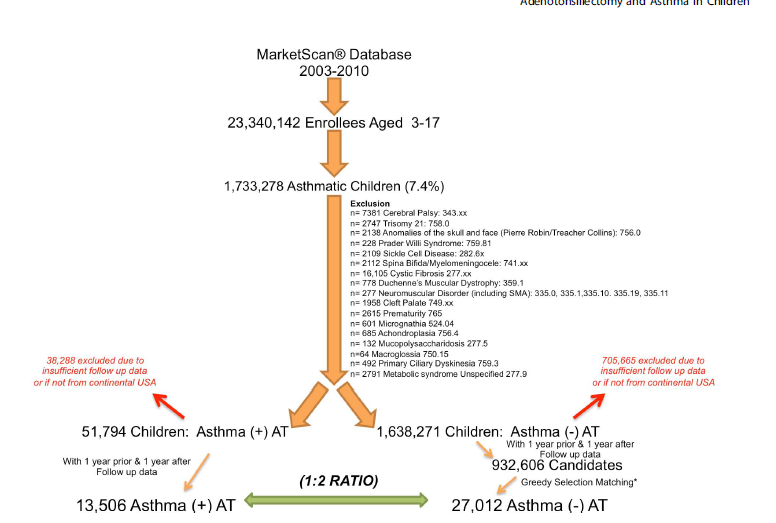 Adenotonsillectomy and Asthma in Children
MarketScan® Database
2003-2010
23,340,142 Enrollees Aged 3-17
1,733,278 Asthmatic Children (7.4%)
Exclusion
n= 7381 Cerebral Palsy: 343.xx
n= 2747 Trisomy 21: 758.0
n= 2138 Anomalies of the skull and face (Pierre Robin/Treacher Collins): 756.0
n= 228 Prader Willi Syndrome: 759.81
n= 2109 Sickle Cell Disease: 282.6x
n= 2112 Spina Bifida/Myelomeningocele: 741.xx
n= 16,105 Cystic Fibrosis 277.xx
n= 778 Duchenne's Muscular Dystrophy: 359.1
n= 277 Neuromuscular Disorder (including SMA): 335.0, 335.1,335.10. 335.19, 335.11
n= 1958 Cleft Palate 749.xx
n= 2615 Prematurity 765
n= 601 Micrognathia 524.04
n= 685 Achondroplasia 756.4
n= 132 Mucopolysaccharidosis 277.5
n=64 Macroglossia 750.15
n= 492 Primary Ciliary Dyskinesia 759.3
n= 2791 Metabolic syndrome Unspecified 277.9
38,288 excluded due to
insufficient follow up data
or if not from continental USA
705,665 excluded due to
insufficient follow up data
or if not from continental USA
51,794 Children: Asthma (+) AT
1,638,271 Children: Asthma (-) AT
With 1 year prior & 1 year after
Follow up data
With 1 year prior & 1 year after
Follow up data
932,606 Candidates
Greedy Selection Matching*
(1:2 RATIO)
13,506 Asthma (+) AT
27,012 Asthma (-) AT